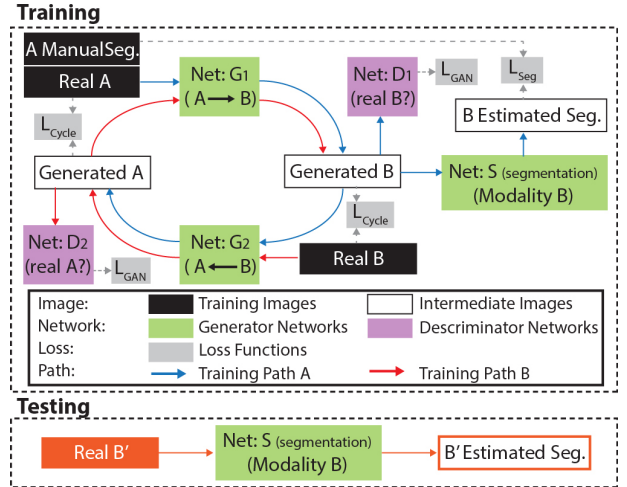 Training
A ManualSeg.
Real A
Net: G1
( A → B)
Net: D1
(real B?)
LGAN
LSeg
B Estimated Seg.
LCycle
Generated A
Generated B
Net: S (segmentation)
(Modality B)
Net: D2
(real A?)
LGAN
Net: G2
( A ← B)
LCycle
Real B
Image:
Training Images
Intermediate Images
Network:
Generator Networks
Descriminator Networks
Loss:
Loss Functions
Path:
Training Path A
Training Path B
Testing
Real B'
Net: S (segmentation)
(Modality B)
B' Estimated Seg.